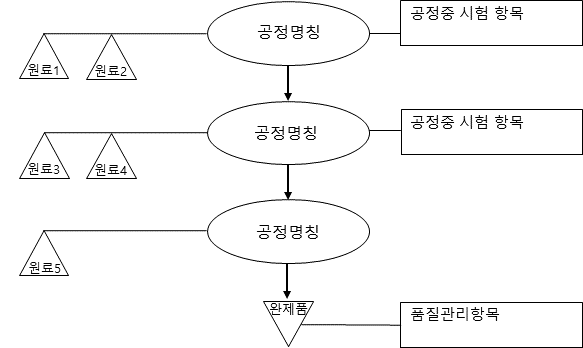 공정명칭
공정중 시험 항목
원료1
원료2
공정명칭
공정중 시험 항목
원료3
원료4
공정명칭
원료5
완제품
품질관리항목